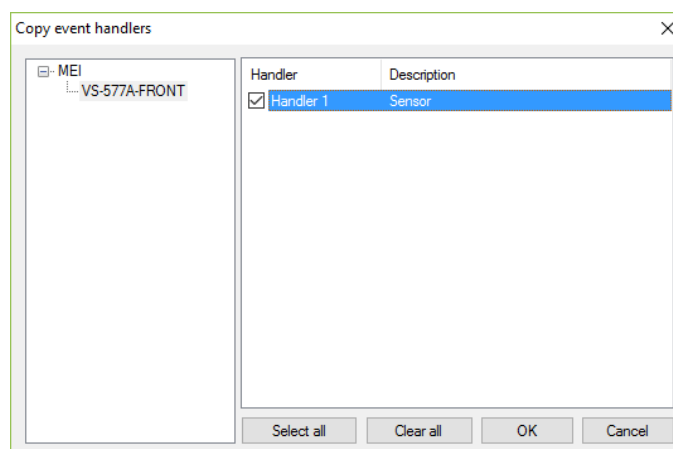 Copy event handlers
MEI
VS-577A-FRONT
Handler Description
Handler 1 Sensor
Select all Clear all OK Cancel